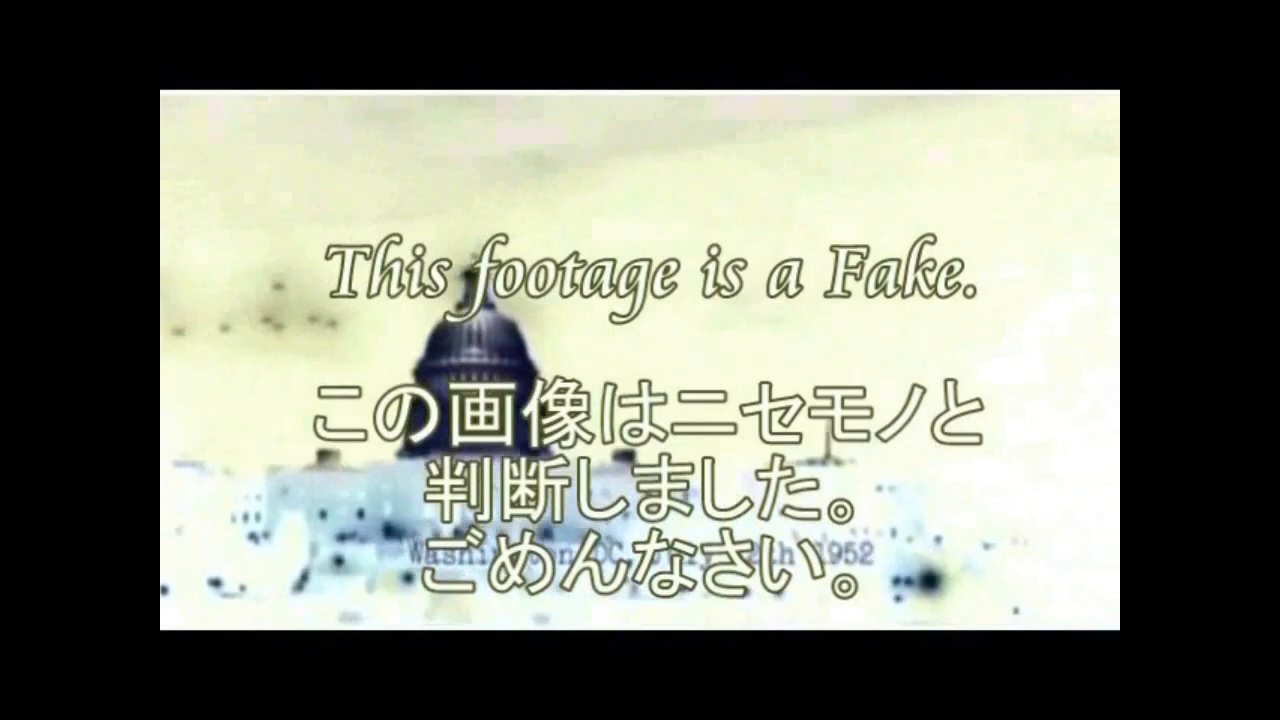 This footage is a Fake.
この画像はニセモノと
判断しました。
ごめんなさい。
1952